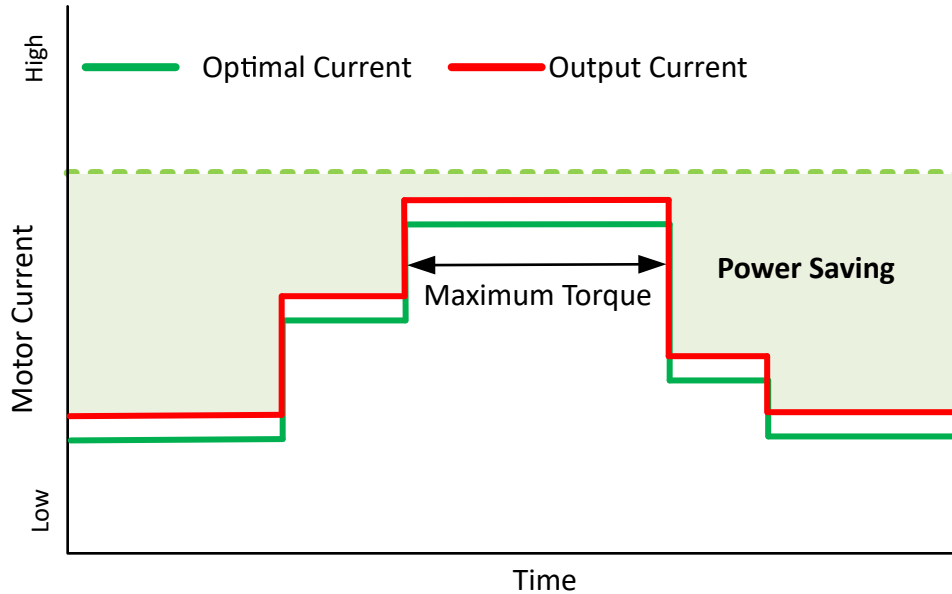 High
Optimal Current
Output Current
Power Saving
Maximum Torque
Motor Current
Low
Time